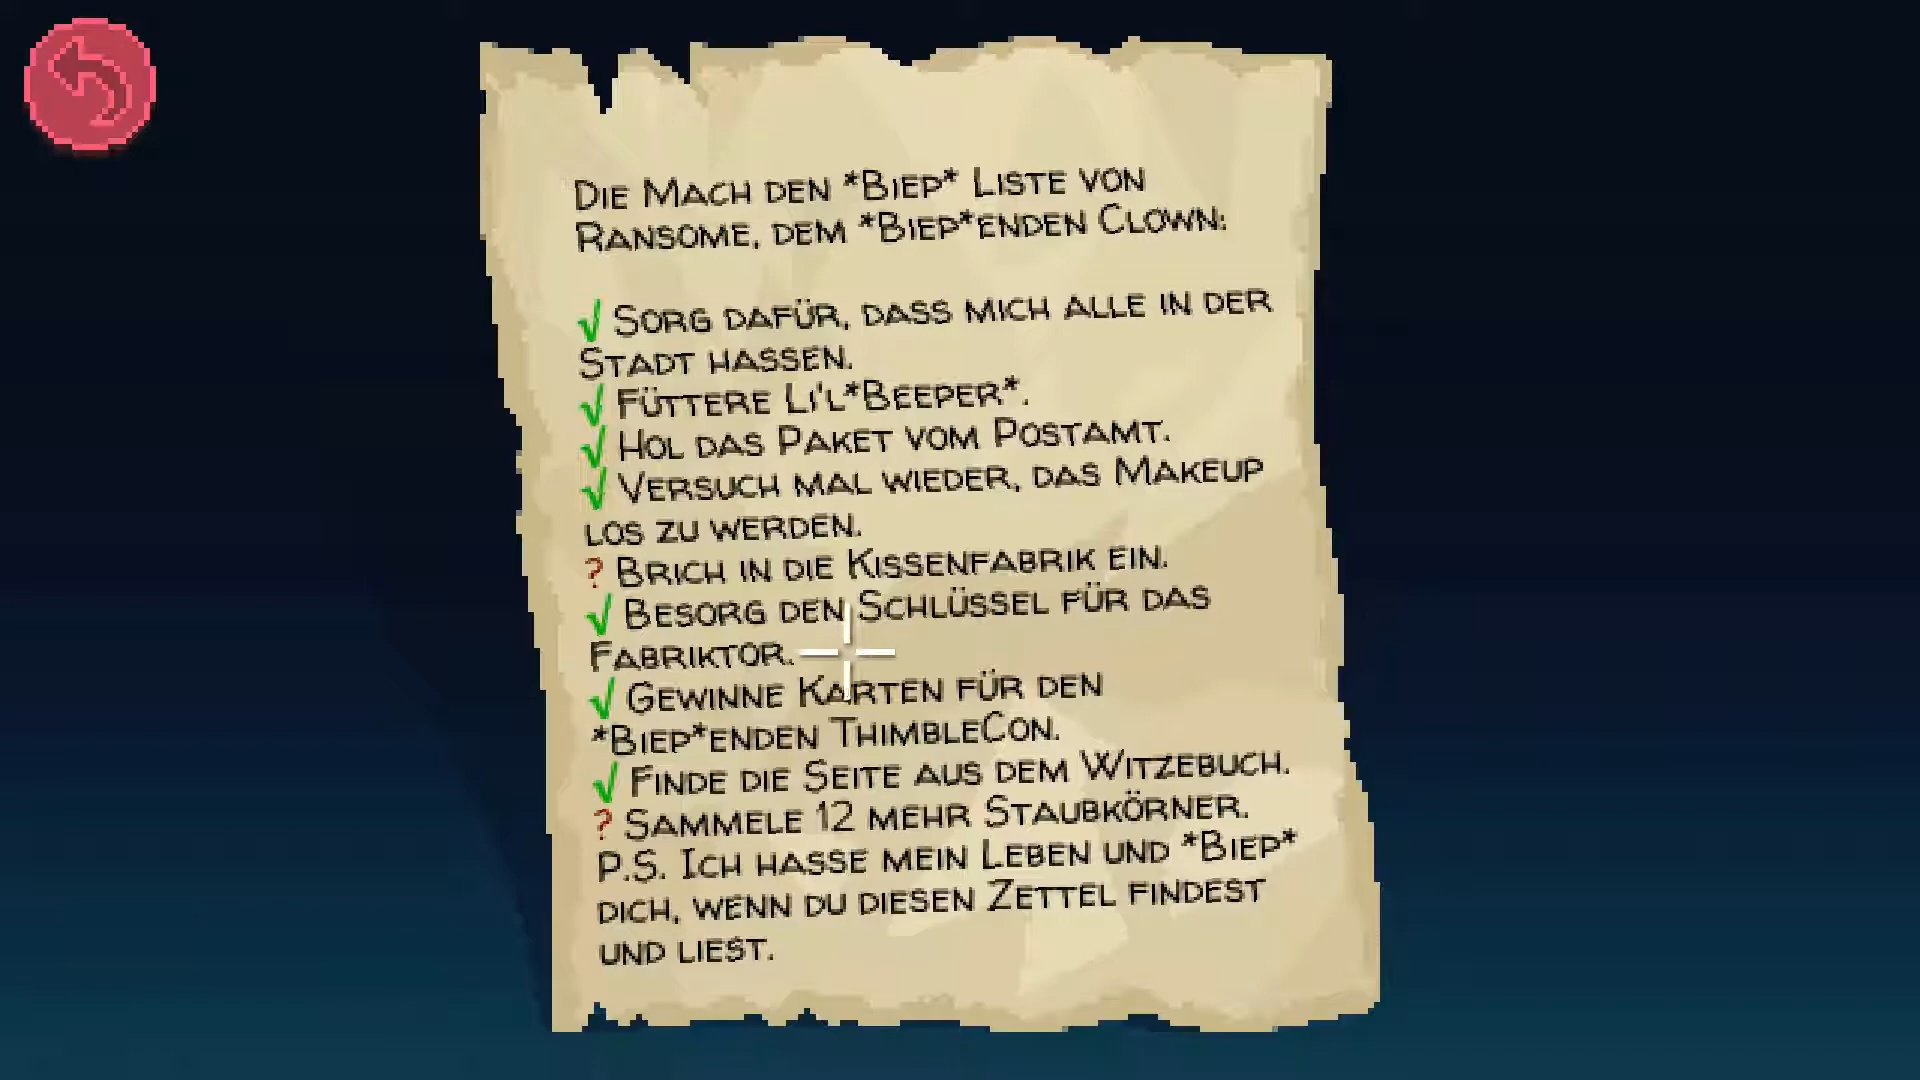 Die Mach den *Biep* Liste von
Ransome, dem *Biep*enden Clown:
√ Sorg dafür, dass mich alle in der
Stadt hassen.
√ Füttere Li'l*Beeper*.
√ Hol das Paket vom Postamt.
√ Versuch mal wieder, das Makeup
los zu werden.
? Brich in die Kissenfabrik ein.
√ Besorg den Schlüssel für das
Fabriktor.
√ Gewinne Karten für den
*Biep*enden ThimbleCon.
√ Finde die Seite aus dem Witzebuch.
? Sammele 12 mehr Staubkörner.
P.S. Ich hasse mein Leben und *Biep*
dich, wenn du diesen Zettel findest
und liest.